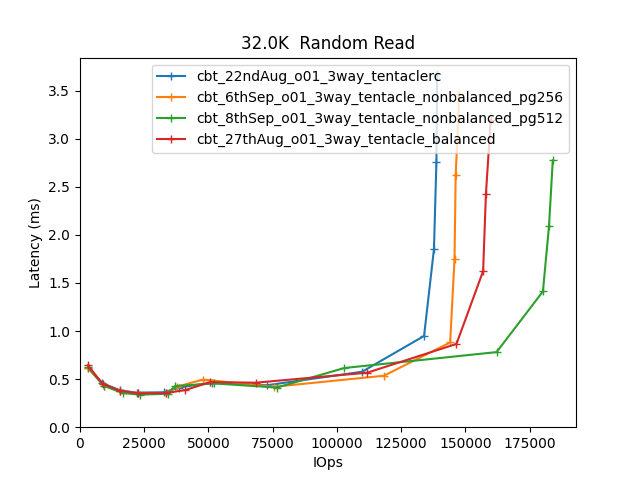 32.0K  Random Read
cbt_22ndAug_o01_3way_tentaclerc
cbt_6thSep_o01_3way_tentacle_nonbalanced_pg256
cbt_8thSep_o01_3way_tentacle_nonbalanced_pg512
cbt_27thAug_o01_3way_tentacle_balanced
3.5
3.0
2.5
2.0
1.5
1.0
0.5
0.0
Latency (ms)
0 25000 50000 75000 100000 125000 150000 175000
IOps